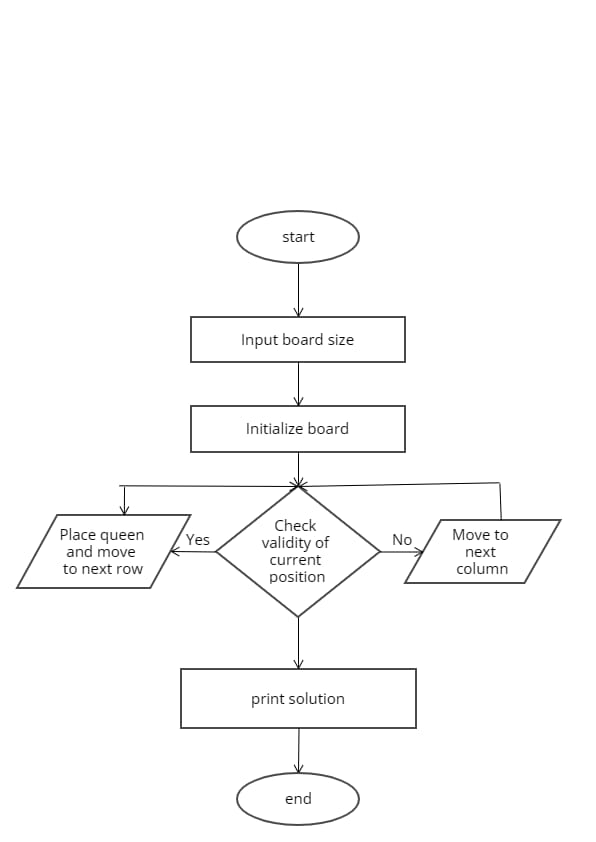 start
Input board size
Initialize board
Check
validity of
current
position
Yes
No
Place queen
and move
to next row
Move to
next
column
print solution
end